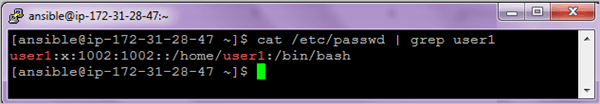 ansible@ip-172-31-28-47:~
[ansible@ip-172-31-28-47 ~]$ cat /etc/passwd | grep user1
user1:x:1002:1002::/home/user1:/bin/bash
[ansible@ip-172-31-28-47 ~]$